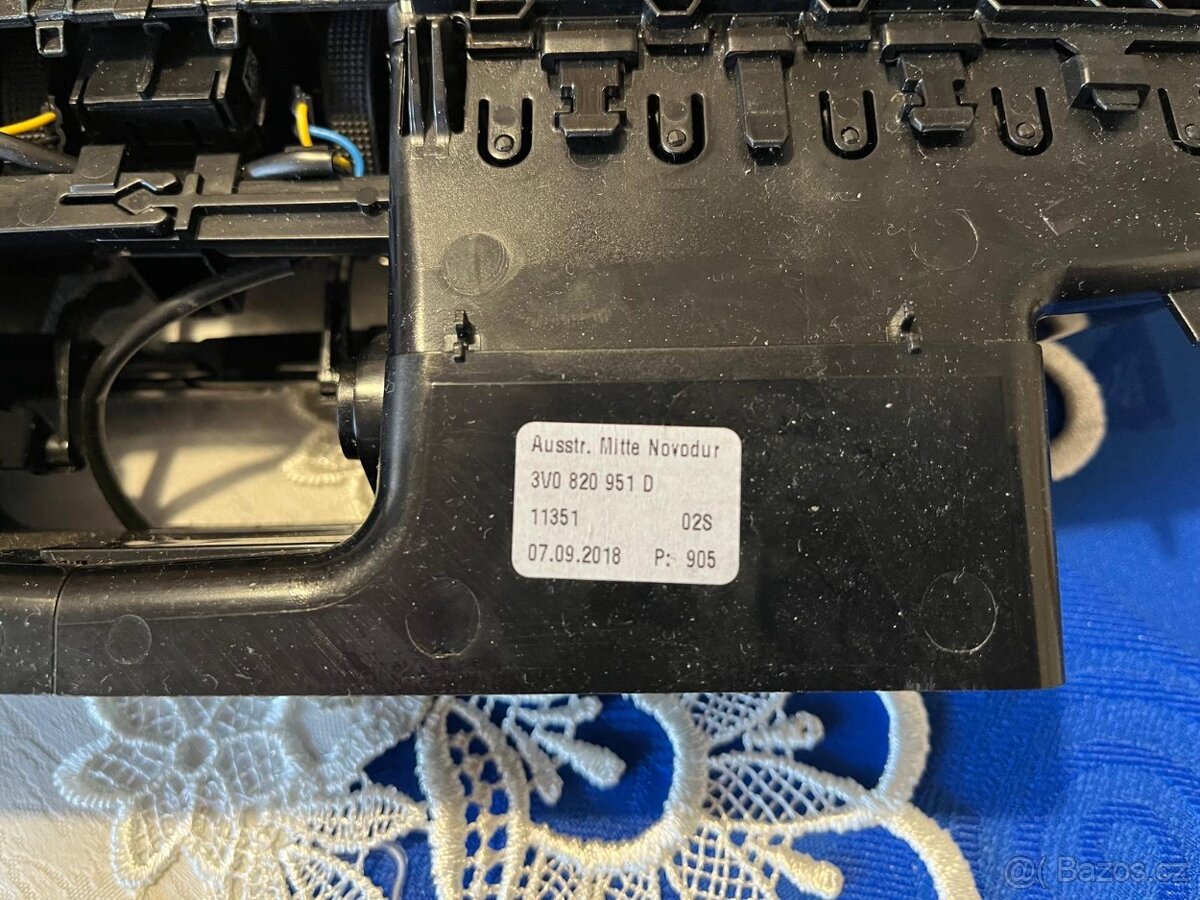 Ausstr. Mitte Novodur
3V0 820 951 D
11351 02S
07.09.2018 P: 905
@( Bazos.cz